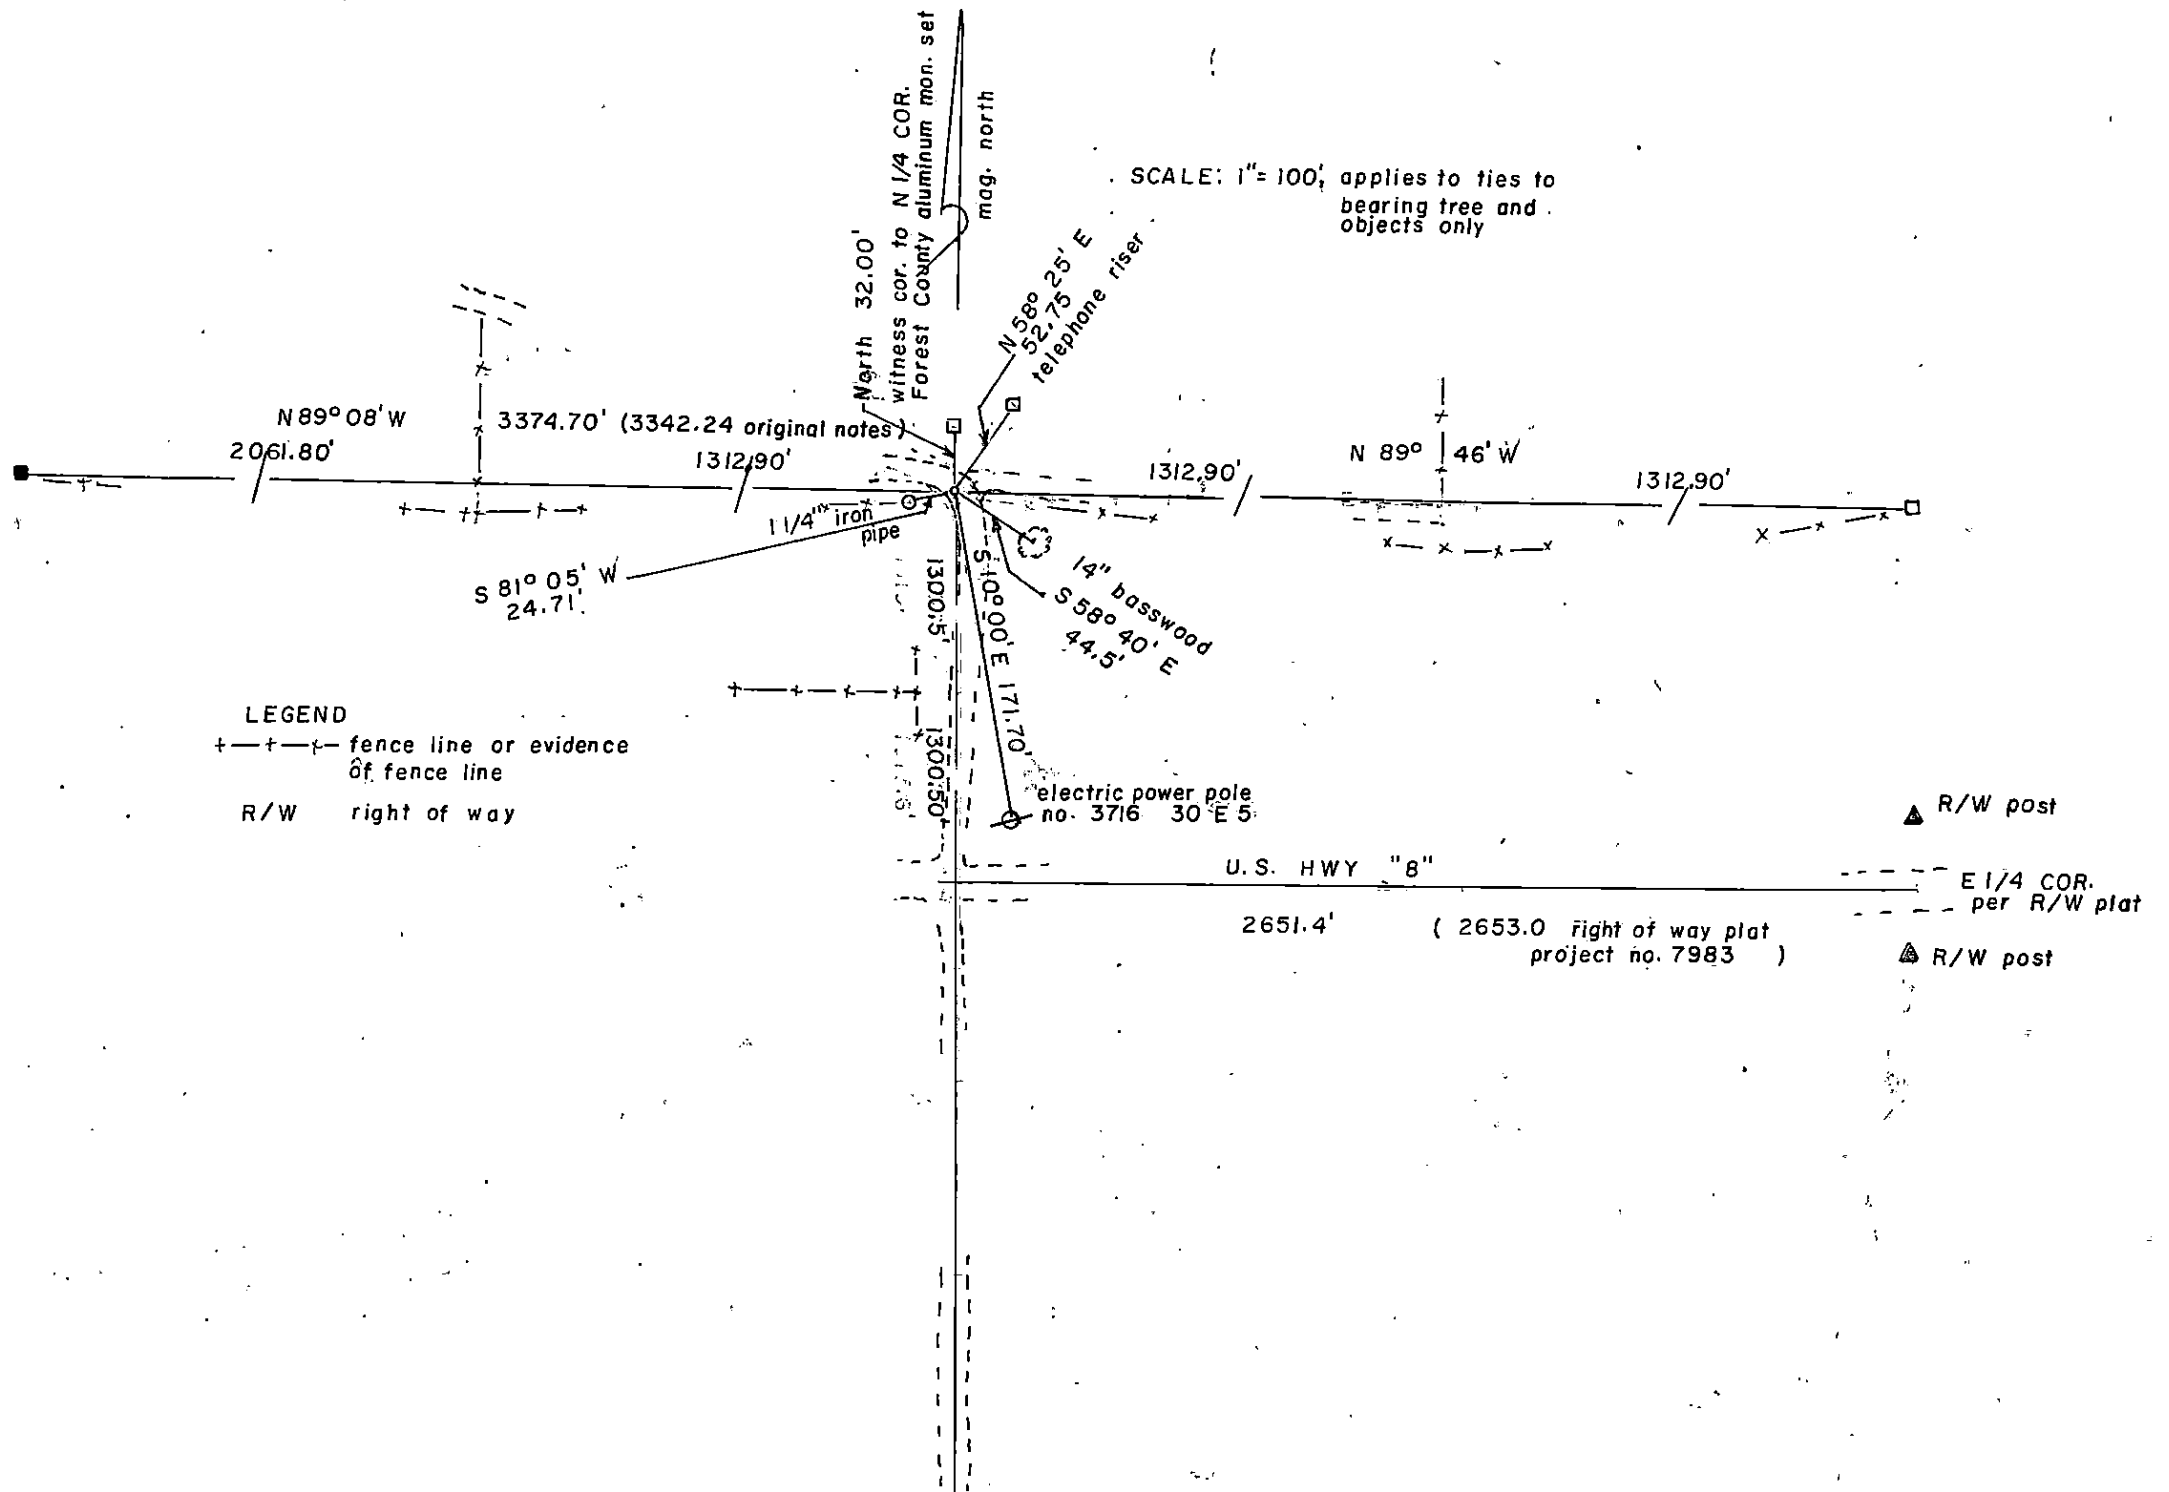 North 32.00'
witness cor. to N 1/4 COR.
Forest County aluminum mon. set
mag. north
SCALE: 1"= 100', applies to ties to
bearing tree and
objects only
N 58° 25' E
52.75'
telephone riser
N 89° 08' W
3374.70' (3342.24 original notes)
2061.80'
1312.90'
1312.90'
N 89° 46' W
1312.90'
1 1/4" iron
pipe
S 81° 05' W
24.71'
14" basswood
S 58° 40' E
44.5'
1300.5'
S 10° 00' E 171.70'
1300.50'
LEGEND
fence line or evidence
of fence line
R/W right of way
electric power pole
no. 3716 30 E 5
R/W post
U.S. HWY "8"
E 1/4 COR.
per R/W plat
2651.4' ( 2653.0 right of way plat
project no. 7983 )
R/W post